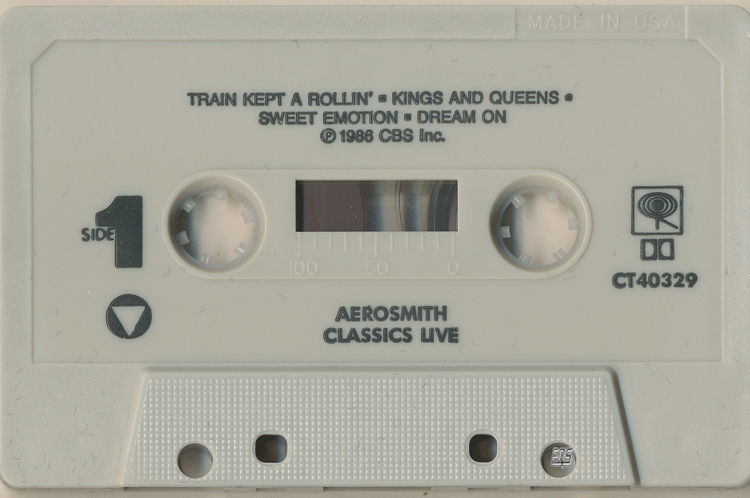 MADE IN USA
TRAIN KEPT A ROLLIN' ▪ KINGS AND QUEENS ▪
SWEET EMOTION ▪ DREAM ON
℗ 1986 CBS Inc.
SIDE 1
100 50 0
CT40329
AEROSMITH
CLASSICS LIVE